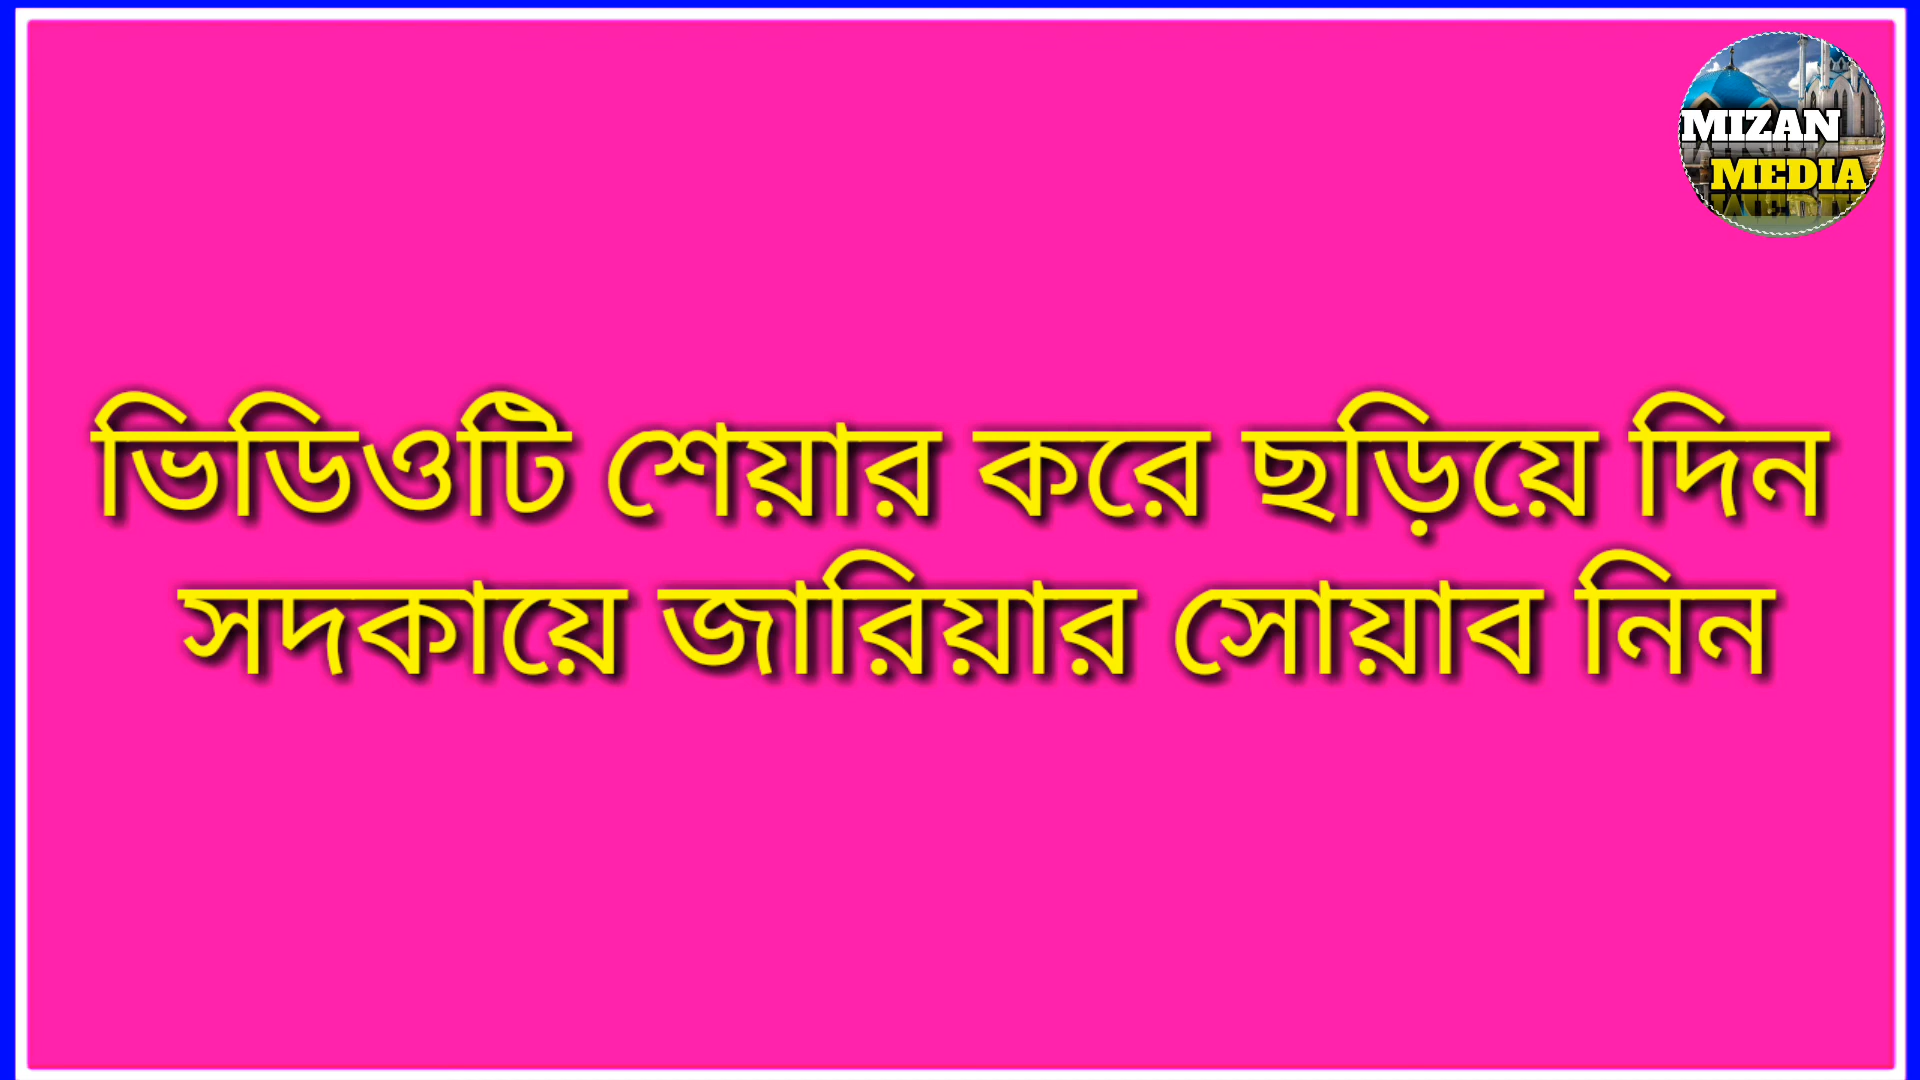 MIZAN
MEDIA
ভিডিওটি শেয়ার করে ছড়িয়ে দিন
সদকায়ে জারিয়ার সোয়াব নিন